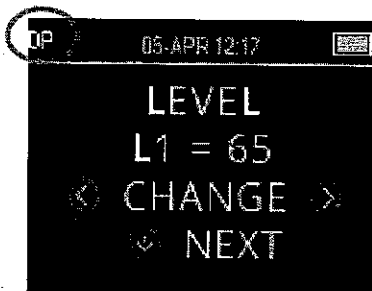 DP 05-APR 12:17
LEVEL
L1 = 65
CHANGE
NEXT